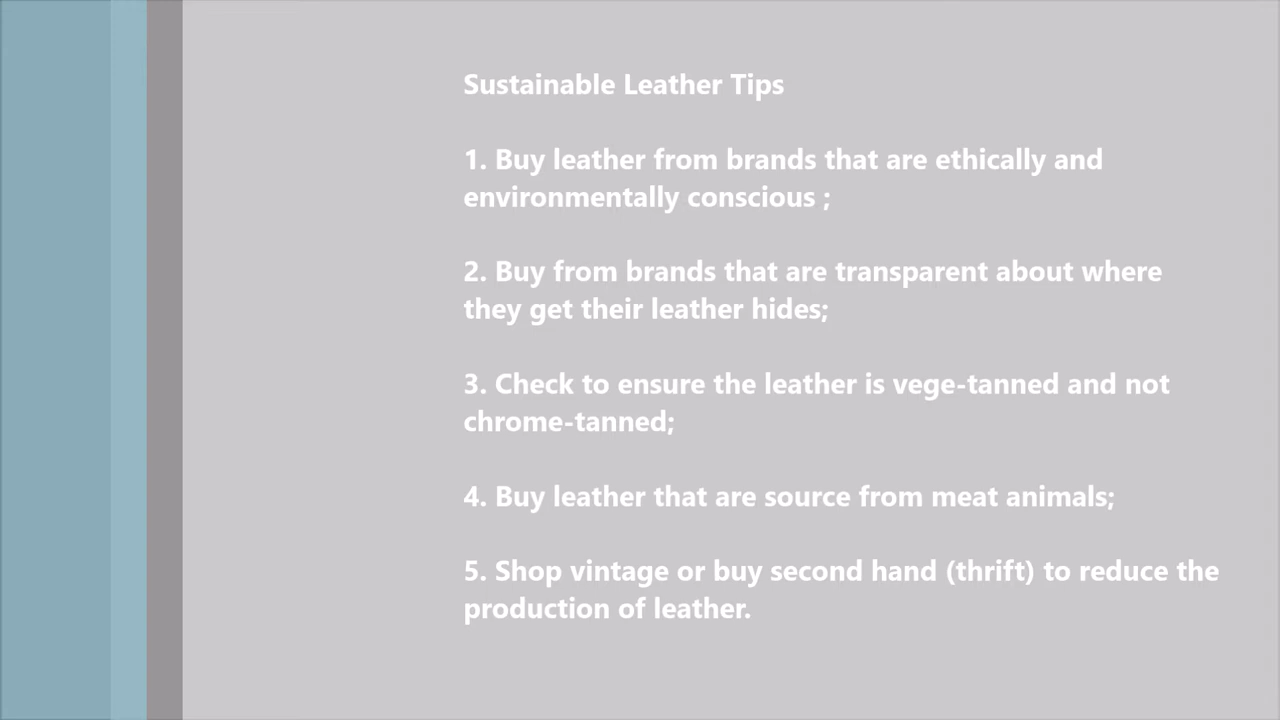 Sustainable Leather Tips
1. Buy leather from brands that are ethically and
environmentally conscious ;
2. Buy from brands that are transparent about where
they get their leather hides;
3. Check to ensure the leather is vege-tanned and not
chrome-tanned;
4. Buy leather that are source from meat animals;
5. Shop vintage or buy second hand (thrift) to reduce the
production of leather.